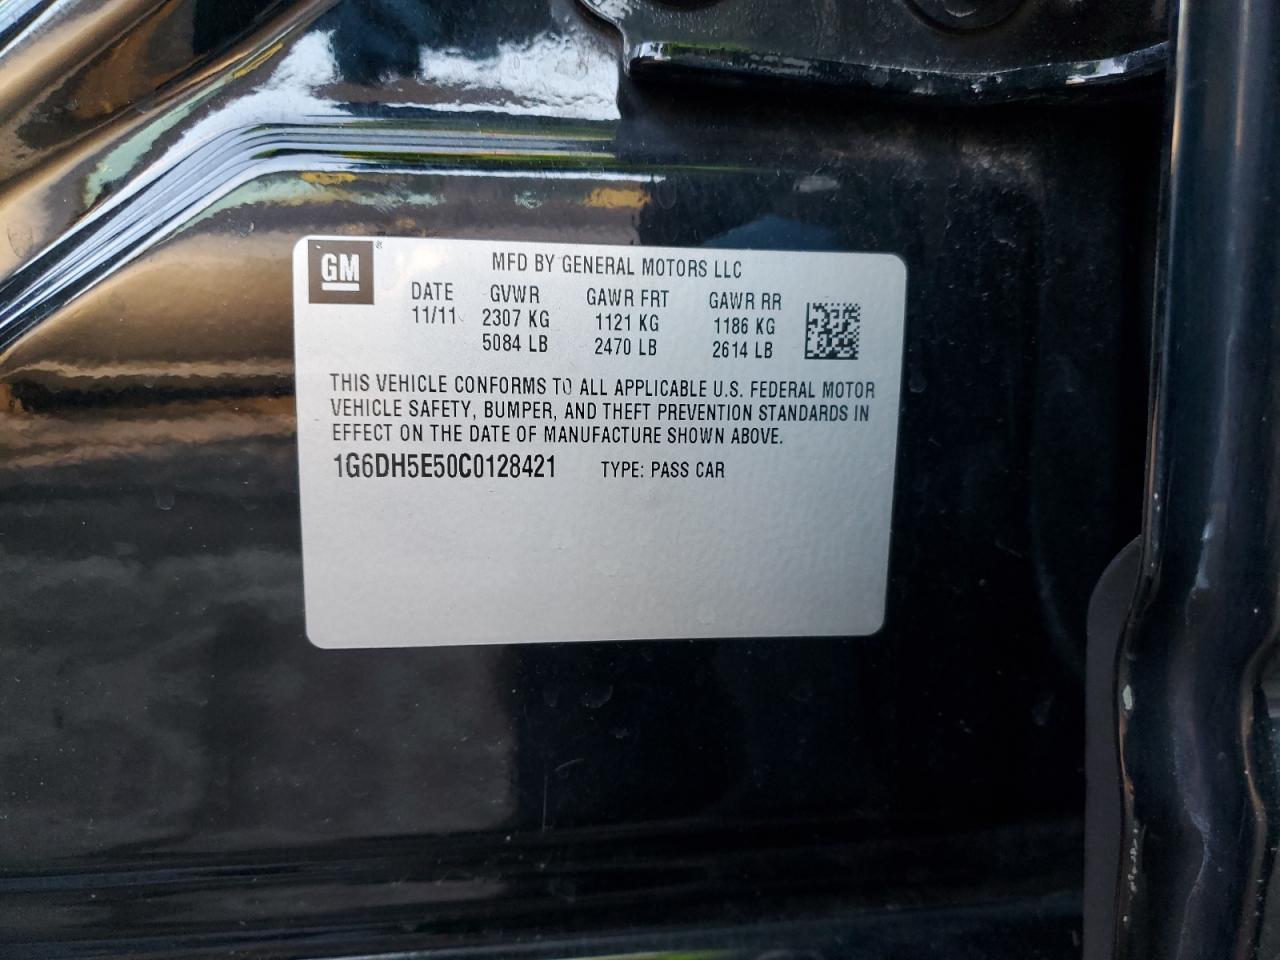 GM ®
MFD BY GENERAL MOTORS LLC
DATE GVWR GAWR FRT GAWR RR
11/11 2307 KG 1121 KG 1186 KG
5084 LB 2470 LB 2614 LB
THIS VEHICLE CONFORMS TO ALL APPLICABLE U.S. FEDERAL MOTOR
VEHICLE SAFETY, BUMPER, AND THEFT PREVENTION STANDARDS IN
EFFECT ON THE DATE OF MANUFACTURE SHOWN ABOVE.
1G6DH5E50C0128421 TYPE: PASS CAR